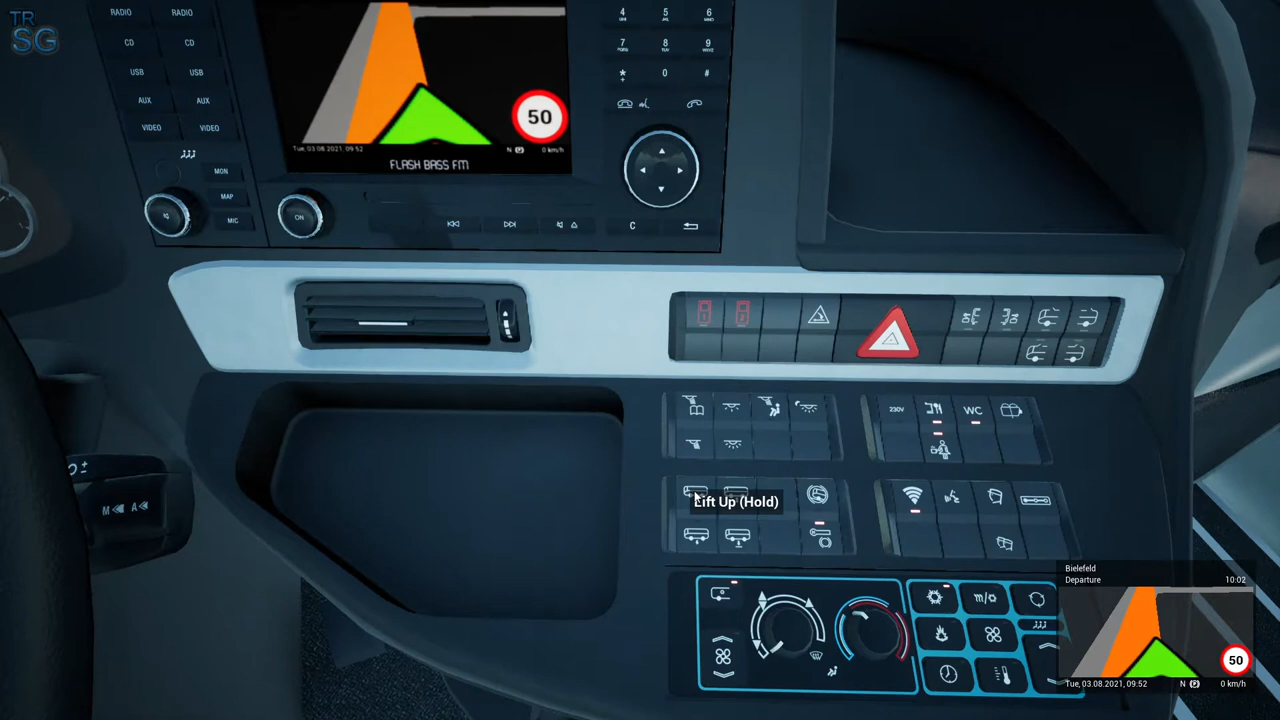 TR
SG
RADIO RADIO
CD CD
USB USB
AUX AUX
VIDEO VIDEO
MON
MAP
MIC
ON
50
Tue, 03.08.2021, 09:52 N P 0 km/h
FLASH BASS FM
4 5 6
7 8 9
* 0 #
C
1 2
230V WC
Lift Up (Hold)
M A
Bielefeld
Departure 10:02
50
Tue, 03.08.2021, 09:52 N P 0 km/h